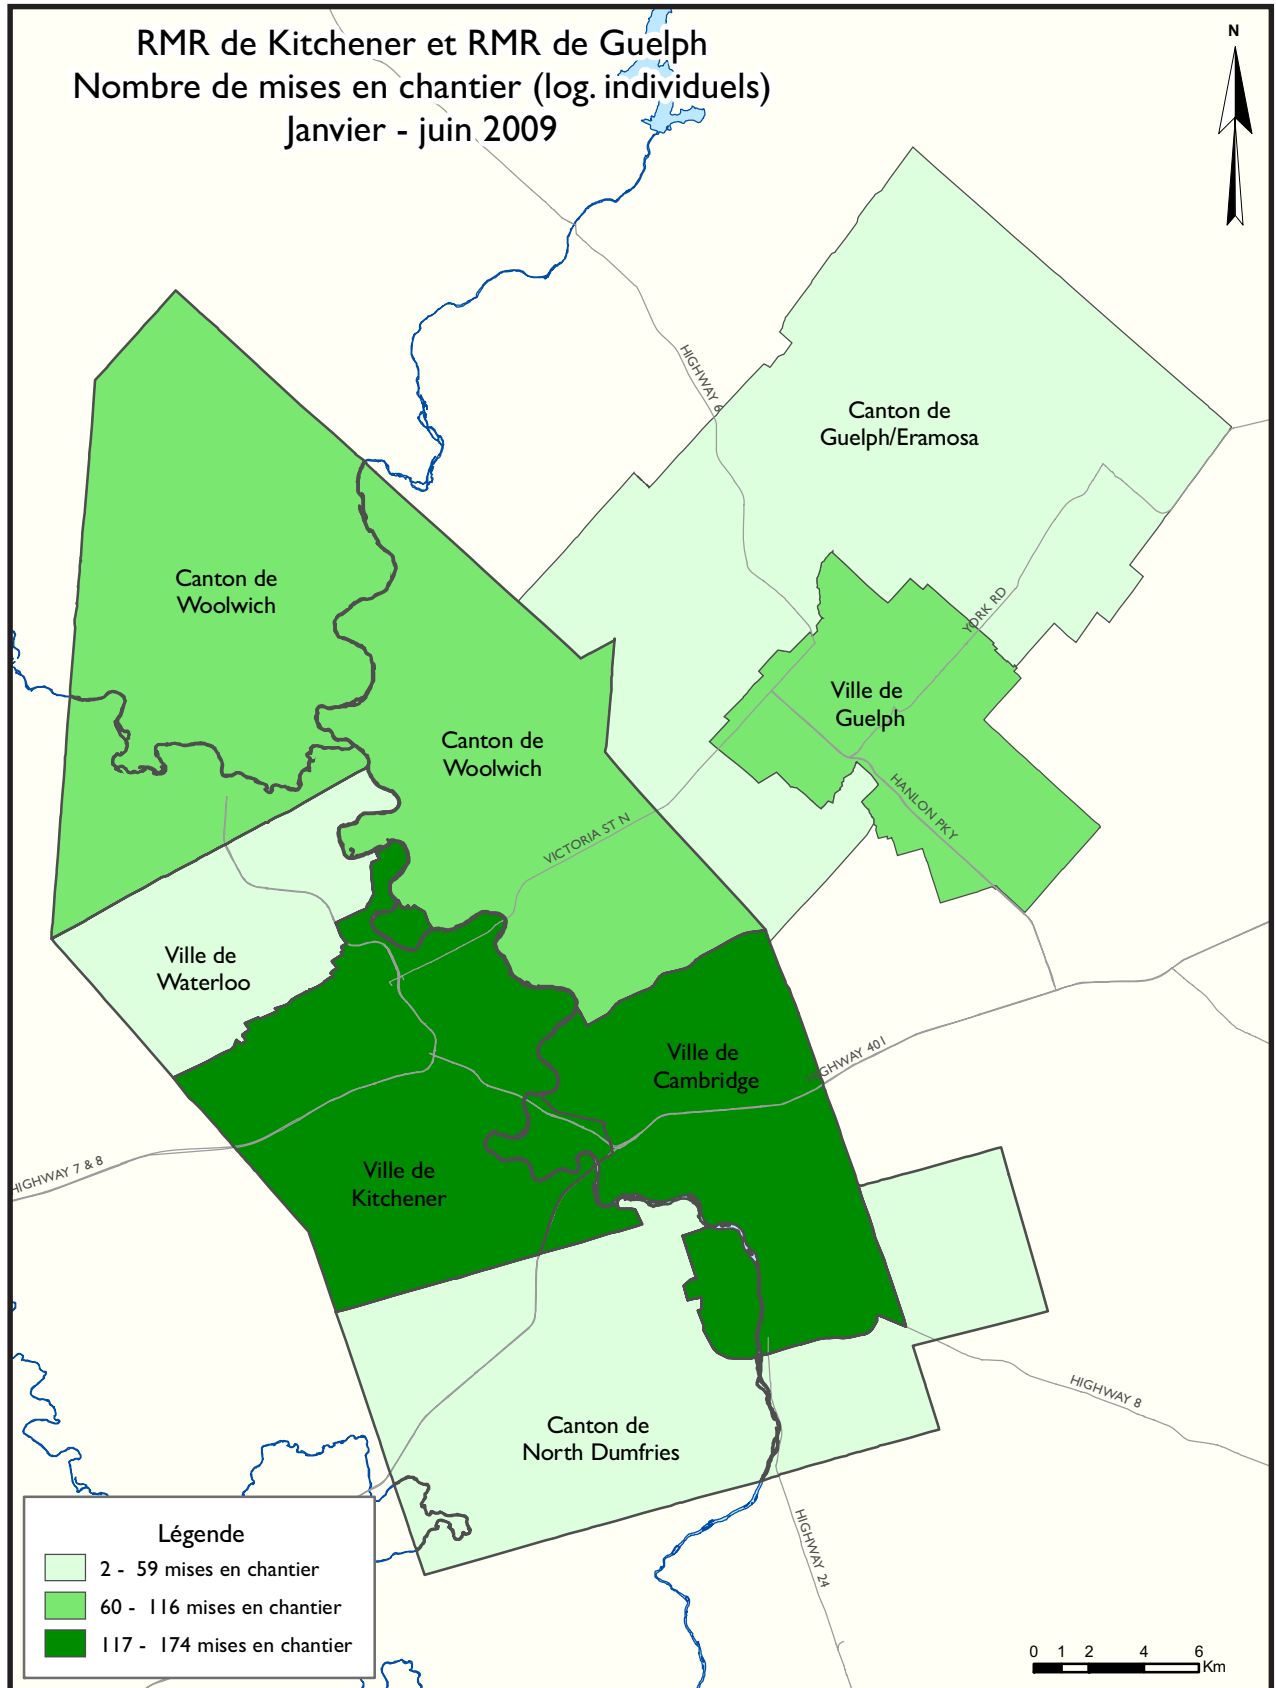 RMR de Kitchener et RMR de Guelph
Nombre de mises en chantier (log. individuels)
Janvier - juin 2009
N
HIGHWAY 6
Canton de
Guelph/Eramosa
Canton de
Woolwich
YORK RD
Ville de
Guelph
Canton de
Woolwich
HANLON PKY
VICTORIA ST N
Ville de
Waterloo
Ville de
Cambridge
HIGHWAY 401
Ville de
Kitchener
HIGHWAY 7 & 8
HIGHWAY 8
Canton de
North Dumfries
HIGHWAY 24
Légende
2 - 59 mises en chantier
60 - 116 mises en chantier
117 - 174 mises en chantier
0 1 2 4 6
Km